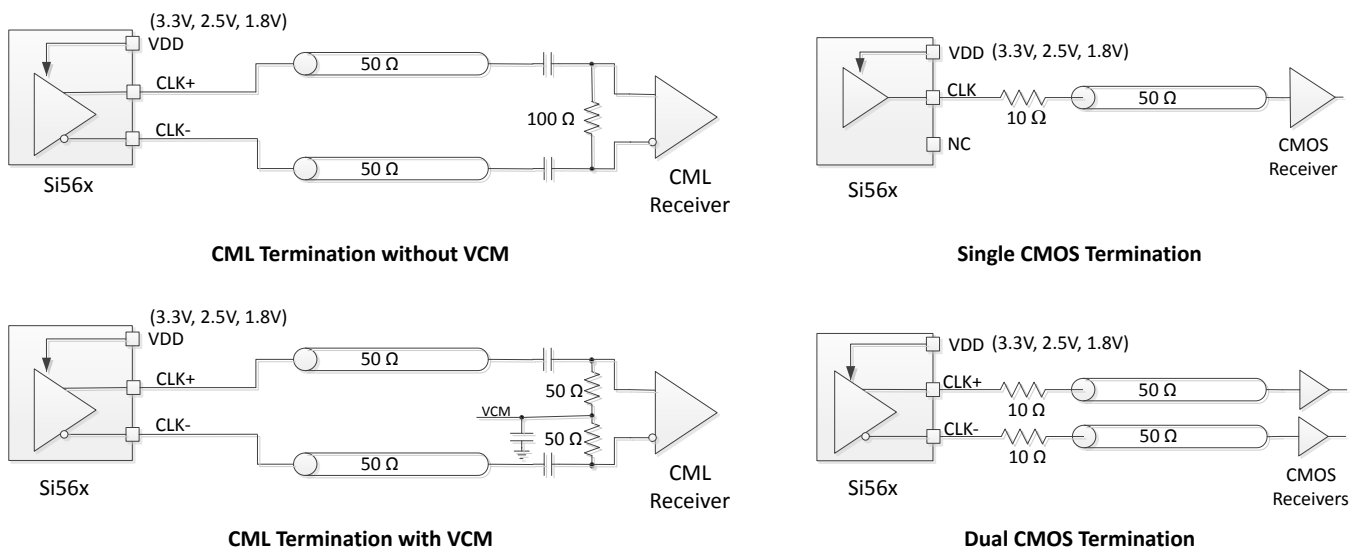 (3.3V, 2.5V, 1.8V)
VDD
CLK+
50 Ω
100 Ω
CLK-
50 Ω
Si56x
CML
Receiver
CML Termination without VCM
VDD (3.3V, 2.5V, 1.8V)
CLK
50 Ω
10 Ω
NC
CMOS
Receiver
Si56x
Single CMOS Termination
(3.3V, 2.5V, 1.8V)
VDD
CLK+
50 Ω
50 Ω
VCM
50 Ω
CLK-
50 Ω
Si56x
CML
Receiver
CML Termination with VCM
VDD (3.3V, 2.5V, 1.8V)
CLK+
50 Ω
10 Ω
CLK-
50 Ω
10 Ω
Si56x
CMOS
Receivers
Dual CMOS Termination